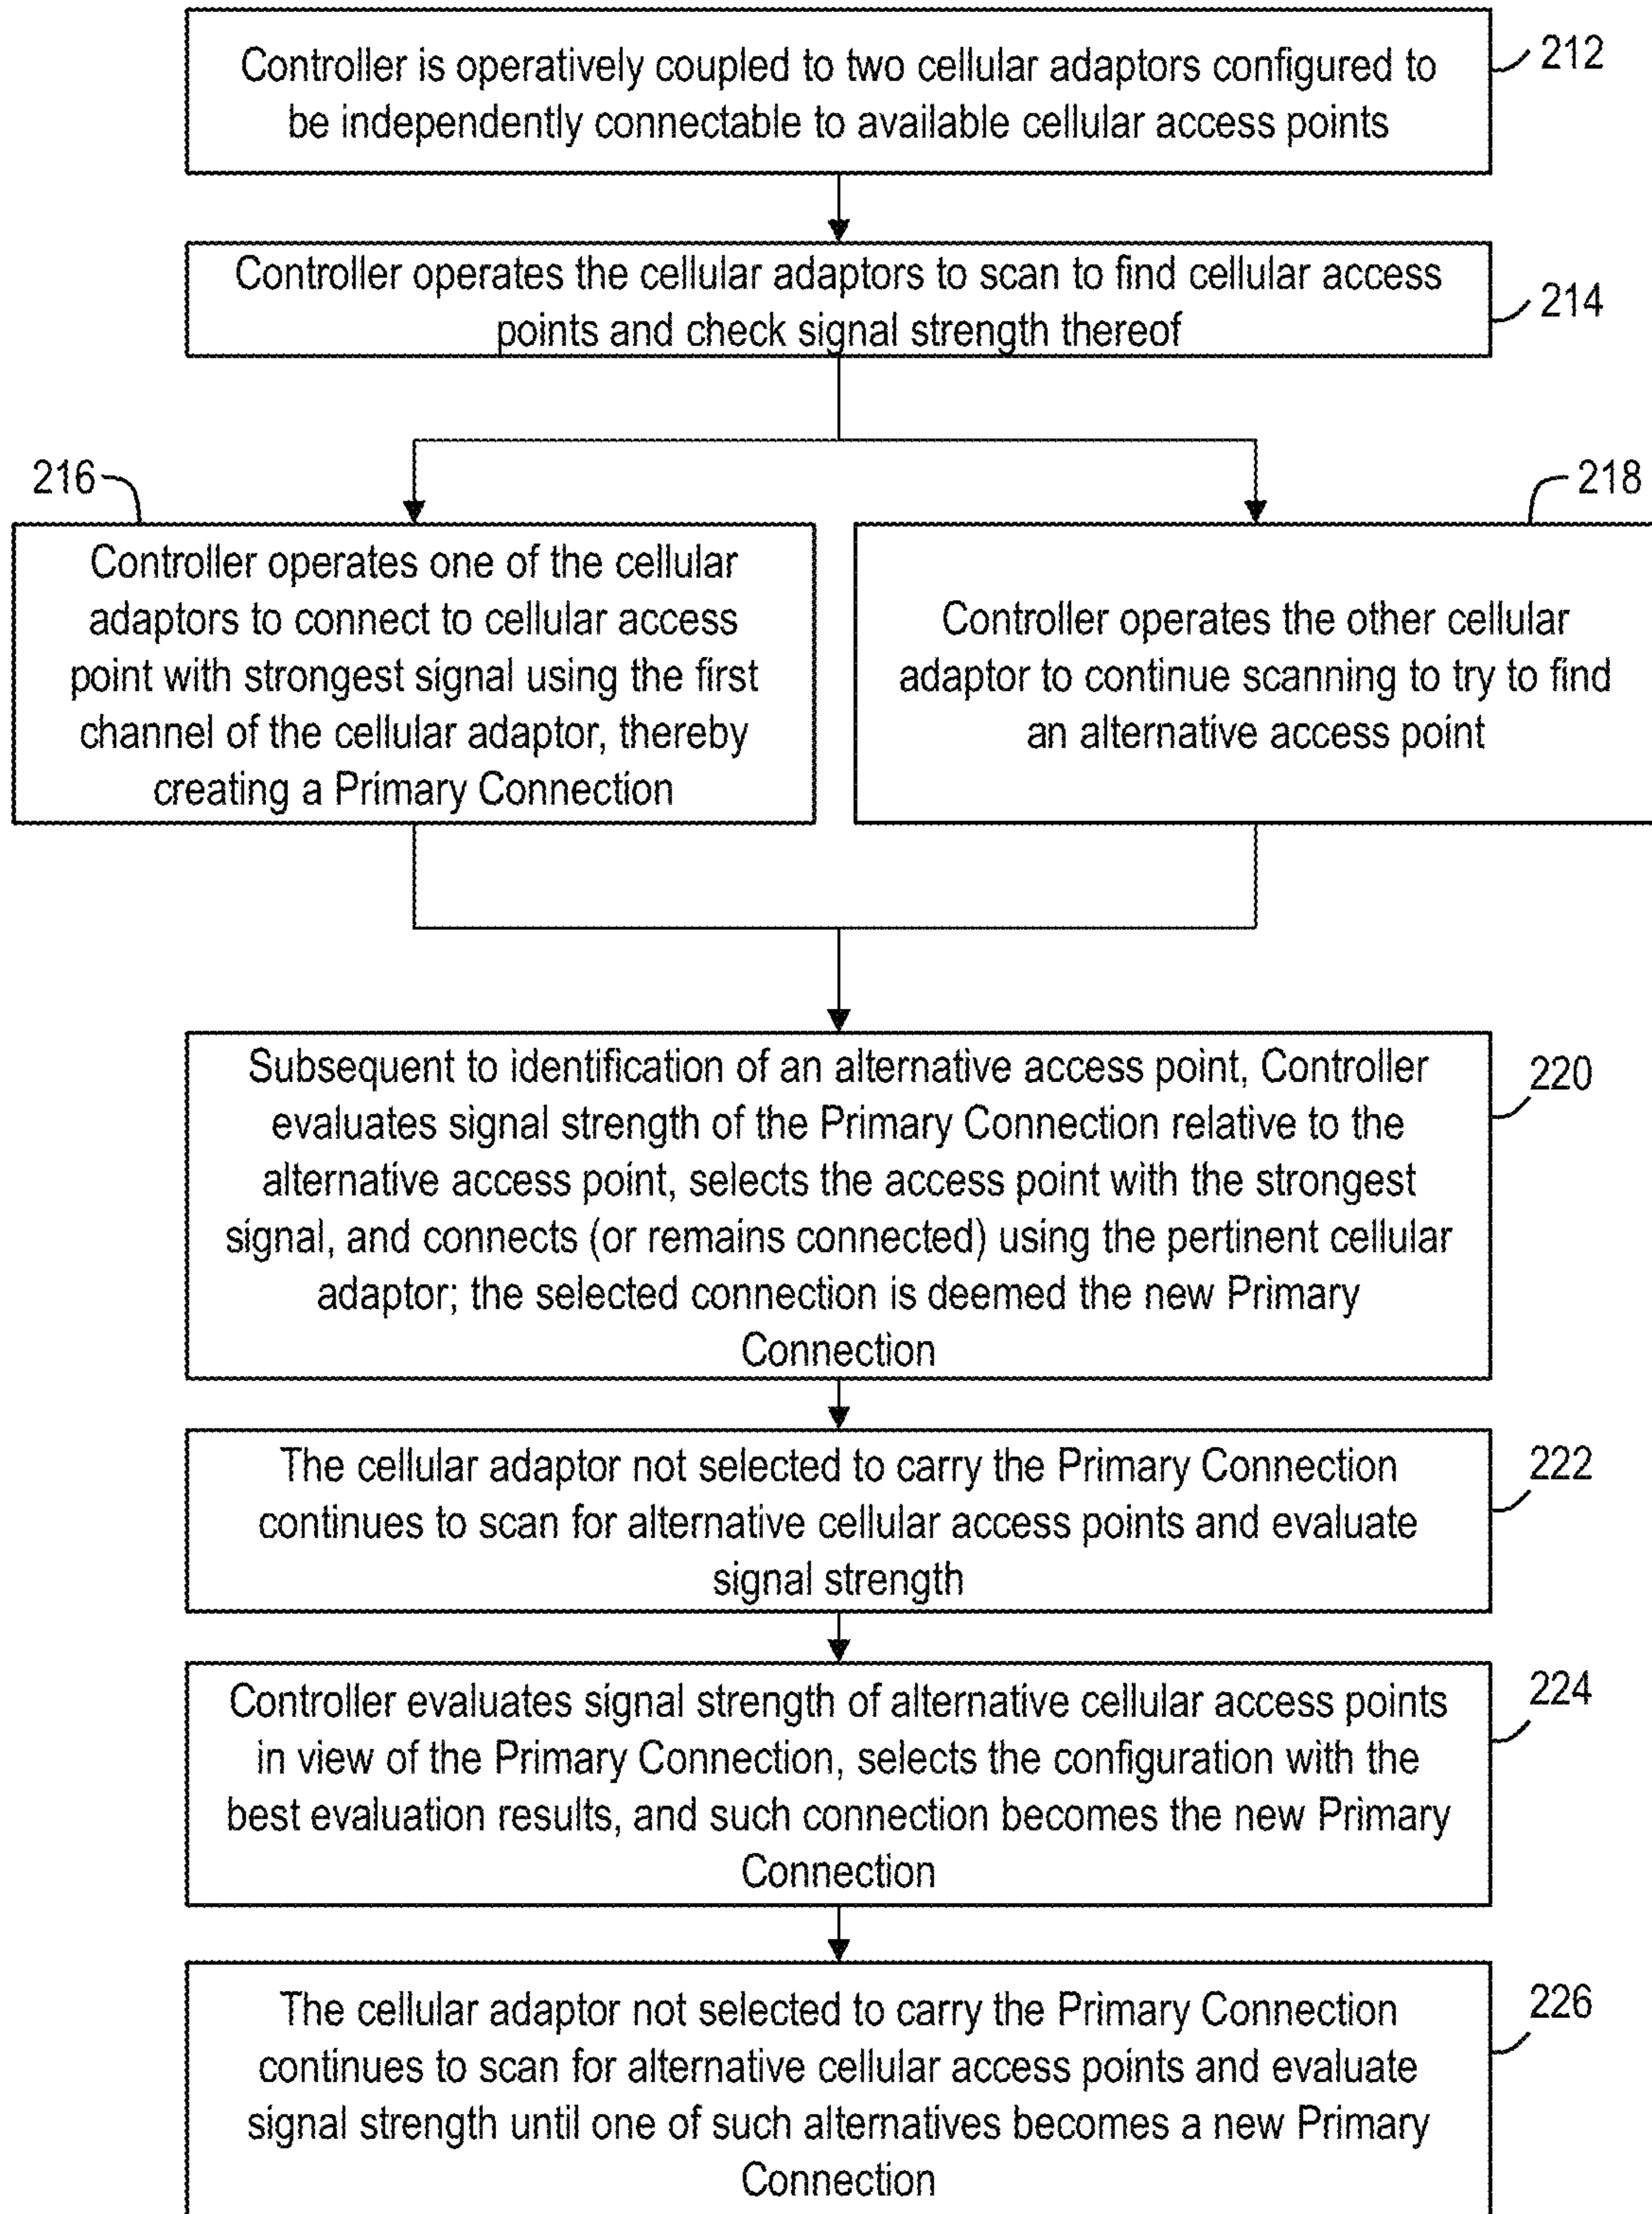 Controller is operatively coupled to two cellular adaptors configured to
be independently connectable to available cellular access points
212
Controller operates the cellular adaptors to scan to find cellular access
points and check signal strength thereof
214
216
Controller operates one of the cellular
adaptors to connect to cellular access
point with strongest signal using the first
channel of the cellular adaptor, thereby
creating a Primary Connection
218
Controller operates the other cellular
adaptor to continue scanning to try to find
an alternative access point
Subsequent to identification of an alternative access point, Controller
evaluates signal strength of the Primary Connection relative to the
alternative access point, selects the access point with the strongest
signal, and connects (or remains connected) using the pertinent cellular
adaptor; the selected connection is deemed the new Primary
Connection
220
The cellular adaptor not selected to carry the Primary Connection
continues to scan for alternative cellular access points and evaluate
signal strength
222
Controller evaluates signal strength of alternative cellular access points
in view of the Primary Connection, selects the configuration with the
best evaluation results, and such connection becomes the new Primary
Connection
224
The cellular adaptor not selected to carry the Primary Connection
continues to scan for alternative cellular access points and evaluate
signal strength until one of such alternatives becomes a new Primary
Connection
226